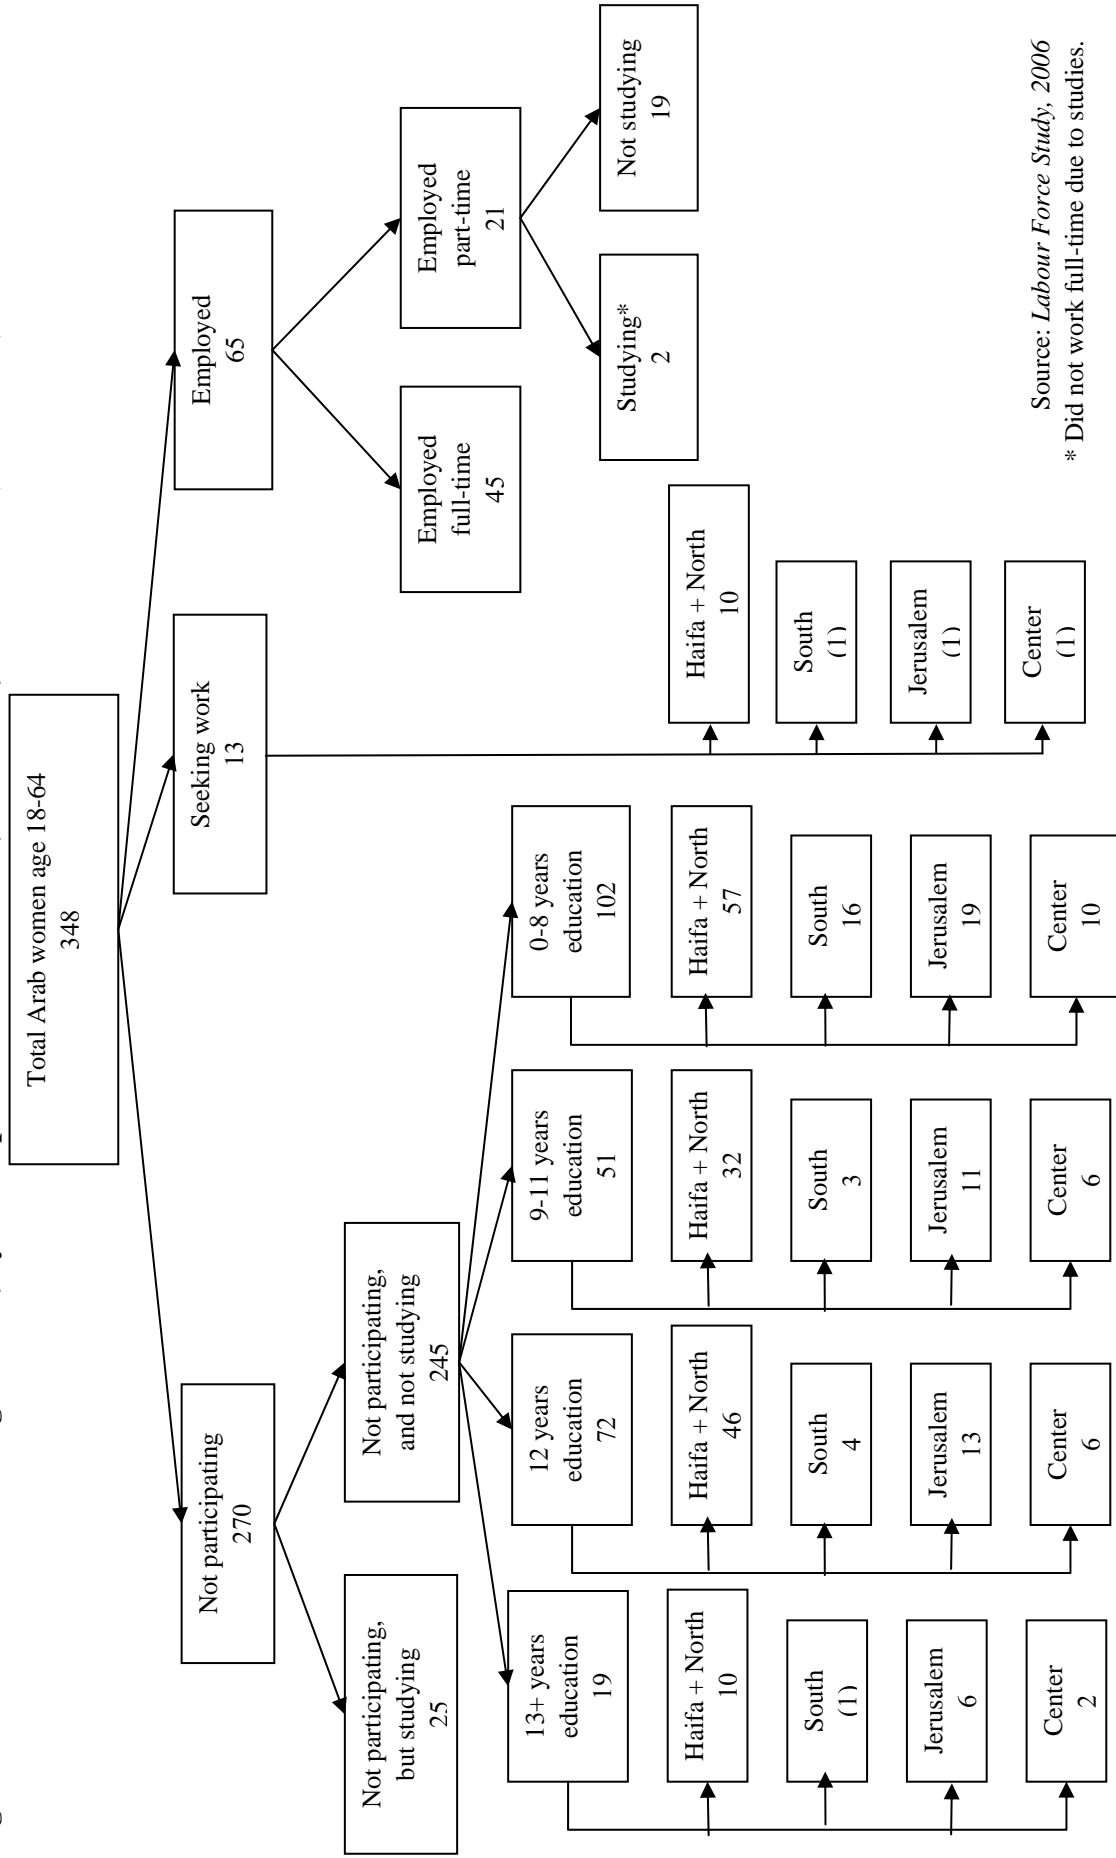 Total Arab women age 18-64
348
Not participating
270
Seeking work
13
Employed
65
Not participating,
but studying
25
Not participating,
and not studying
245
Employed
full-time
45
Employed
part-time
21
Studying*
2
Not studying
19
13+ years
education
19
12 years
education
72
9-11 years
education
51
0-8 years
education
102
Haifa + North
10
South
(1)
Jerusalem
6
Center
2
Haifa + North
46
South
4
Jerusalem
13
Center
6
Haifa + North
32
South
3
Jerusalem
11
Center
6
Haifa + North
57
South
16
Jerusalem
19
Center
10
Haifa + North
10
South
(1)
Jerusalem
(1)
Center
(1)
Source: Labour Force Study, 2006
* Did not work full-time due to studies.